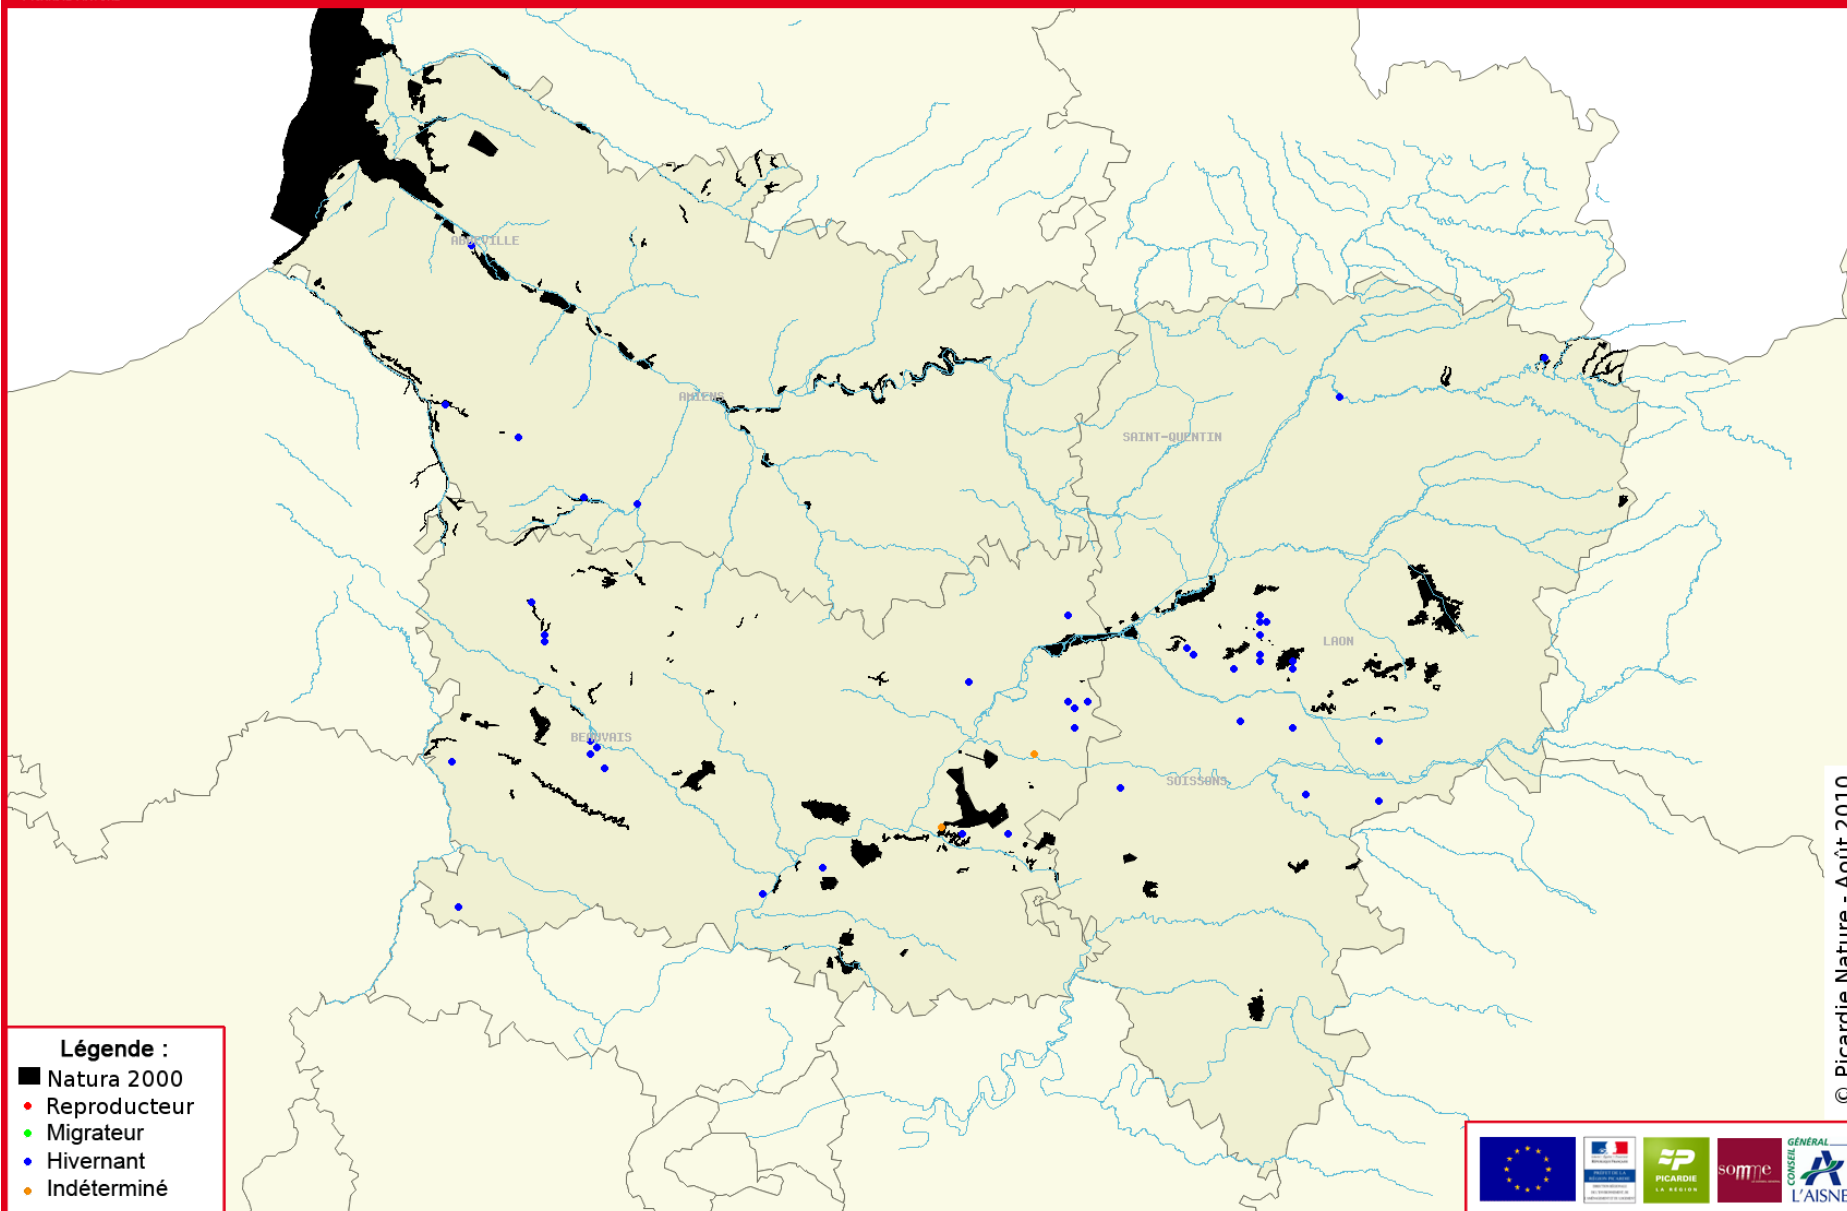 ABBEVILLE
AMIENS
SAINT-QUENTIN
LAON
BEAUVAIS
SOISSONS
© Picardie Nature - Août 2010
Légende :
Natura 2000
Reproducteur
Migrateur
Hivernant
Indéterminé
PICARDIE
LA RÉGION
somme
CONSEIL
GÉNÉRAL
L'AISNE